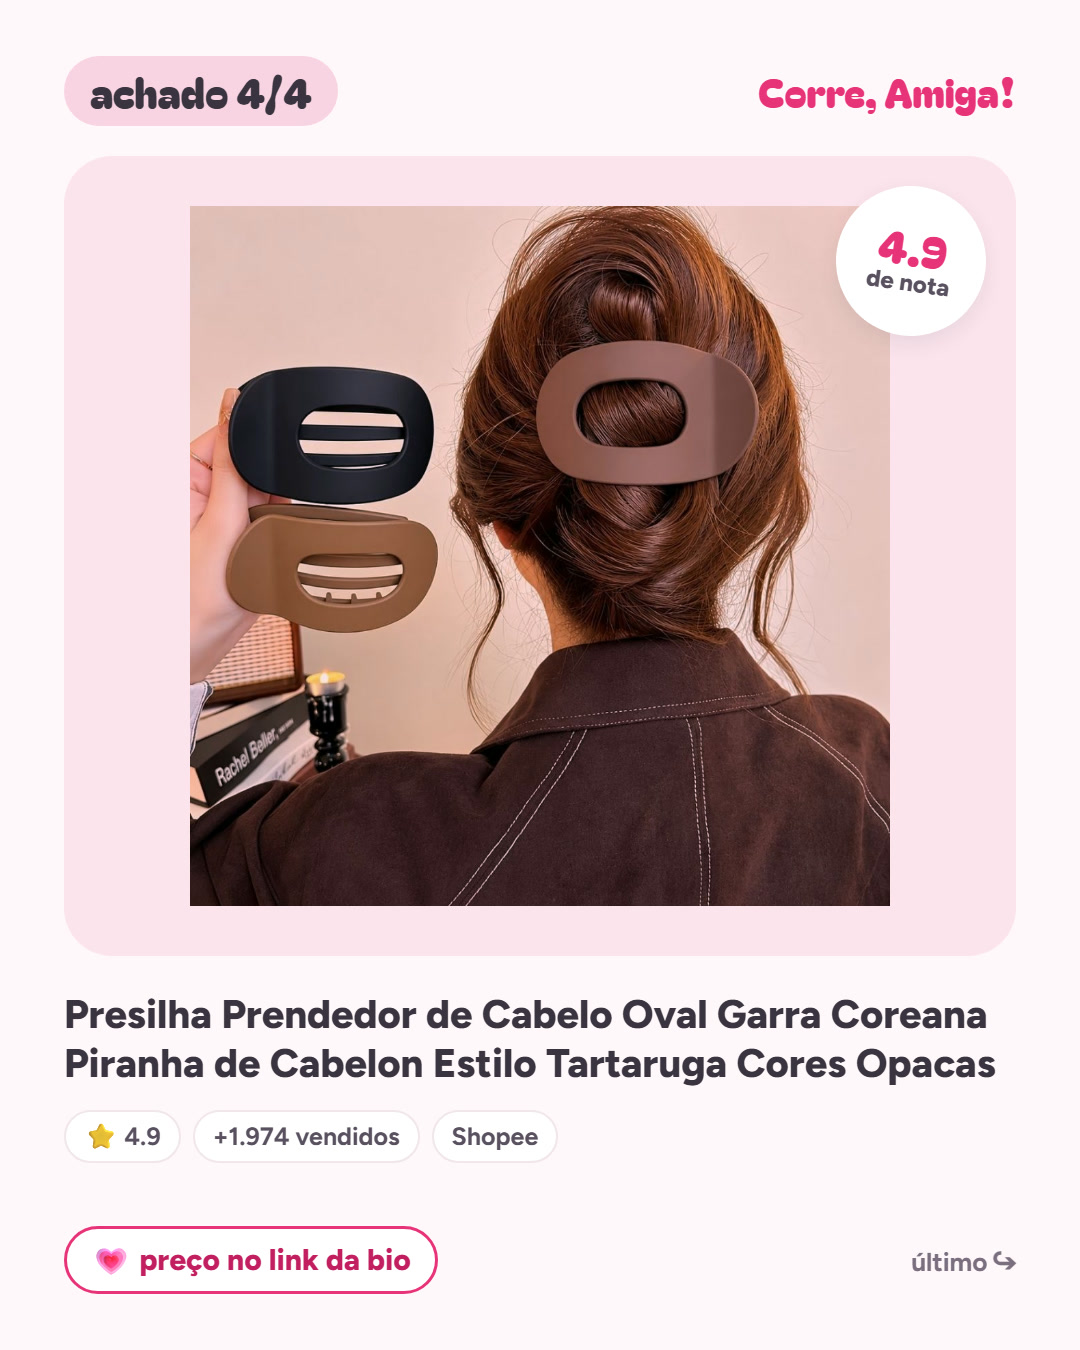 achado 4/4
Corre, Amiga!
4.9
de nota
Rachel Beller,
Presilha Prendedor de Cabelo Oval Garra Coreana
Piranha de Cabelon Estilo Tartaruga Cores Opacas
⭐ 4.9
+1.974 vendidos
Shopee
💗 preço no link da bio
último ↪